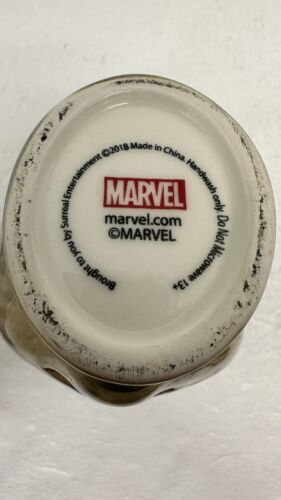 Brought to you by Surreal Entertainment ©2018 Made in China. Handwash only Do Not Microwave 13+
MARVEL
marvel.com
©MARVEL